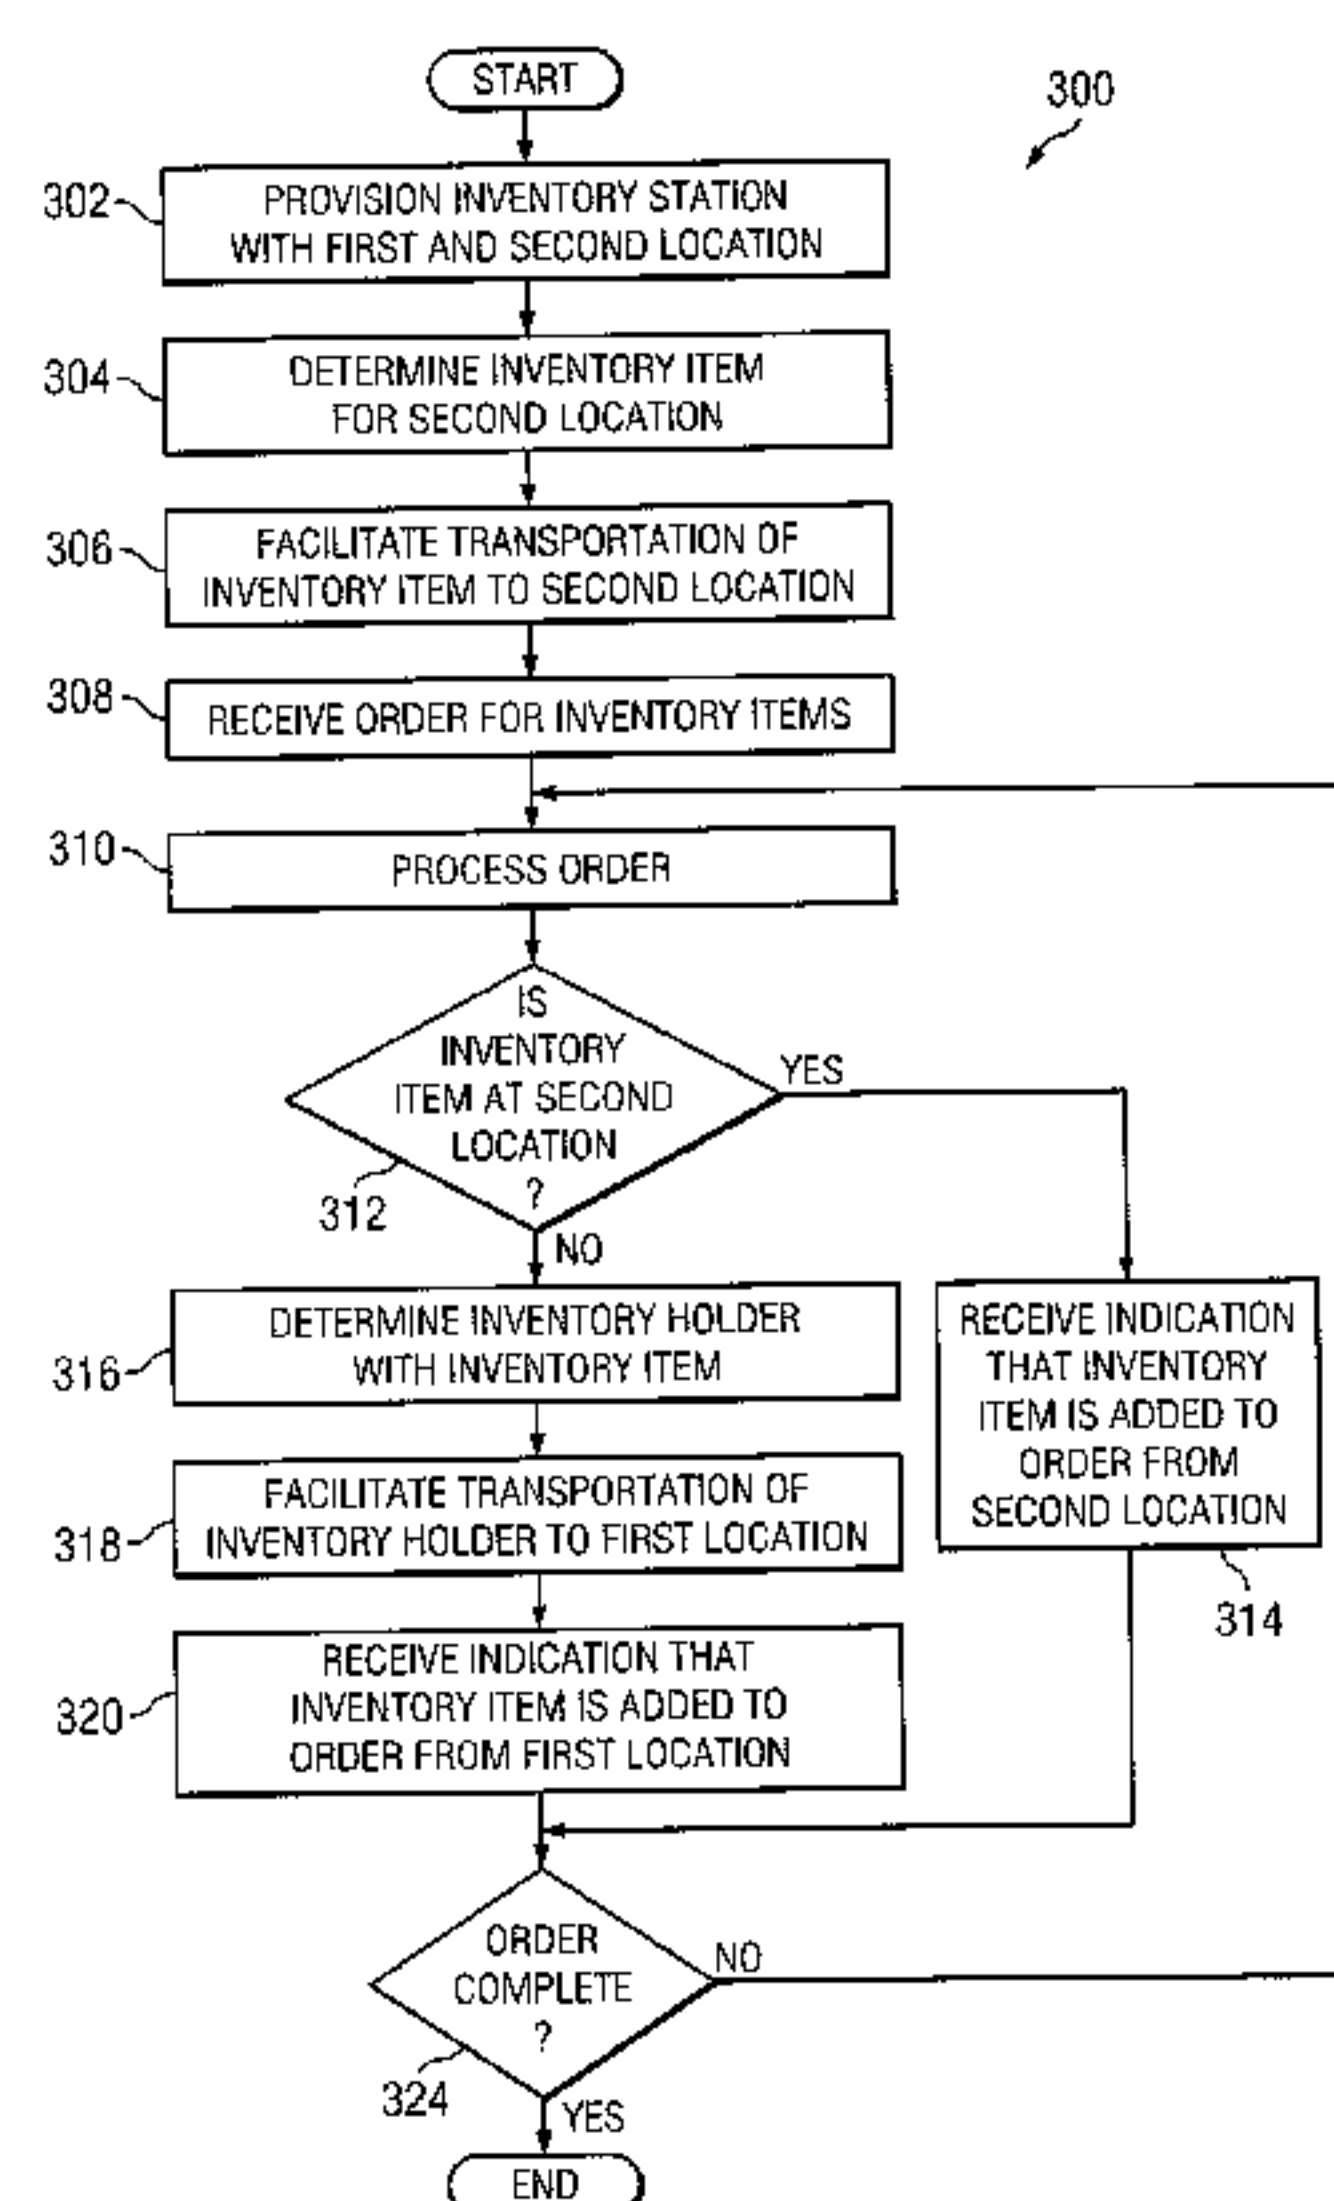 START
300
302
PROVISION INVENTORY STATION
WITH FIRST AND SECOND LOCATION
304
DETERMINE INVENTORY ITEM
FOR SECOND LOCATION
306
FACILITATE TRANSPORTATION OF
INVENTORY ITEM TO SECOND LOCATION
308
RECEIVE ORDER FOR INVENTORY ITEMS
310
PROCESS ORDER
IS
INVENTORY
ITEM AT SECOND
LOCATION
?
312
YES
NO
316
DETERMINE INVENTORY HOLDER
WITH INVENTORY ITEM
318
FACILITATE TRANSPORTATION OF
INVENTORY HOLDER TO FIRST LOCATION
320
RECEIVE INDICATION THAT
INVENTORY ITEM IS ADDED TO
ORDER FROM FIRST LOCATION
RECEIVE INDICATION
THAT INVENTORY
ITEM IS ADDED TO
ORDER FROM
SECOND LOCATION
314
ORDER
COMPLETE
?
324
NO
YES
END